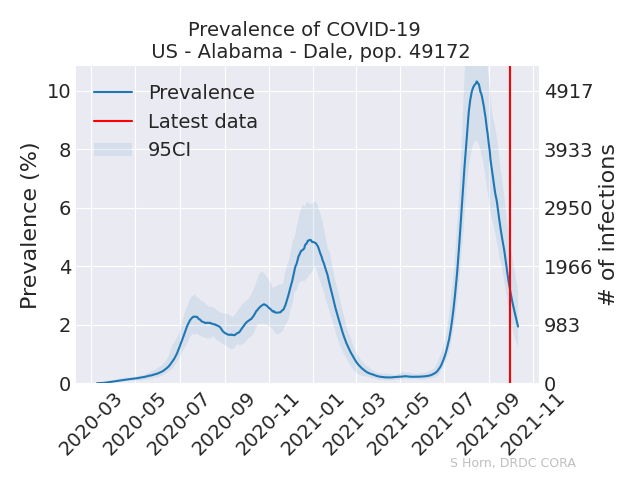 Prevalence of COVID-19
US - Alabama - Dale, pop. 49172
Prevalence
Latest data
95CI
Prevalence (%)
10
8
6
4
2
0
4917
3933
2950
1966
983
0
# of infections
2020-03
2020-05
2020-07
2020-09
2020-11
2021-01
2021-03
2021-05
2021-07
2021-09
2021-11
S Horn, DRDC CORA